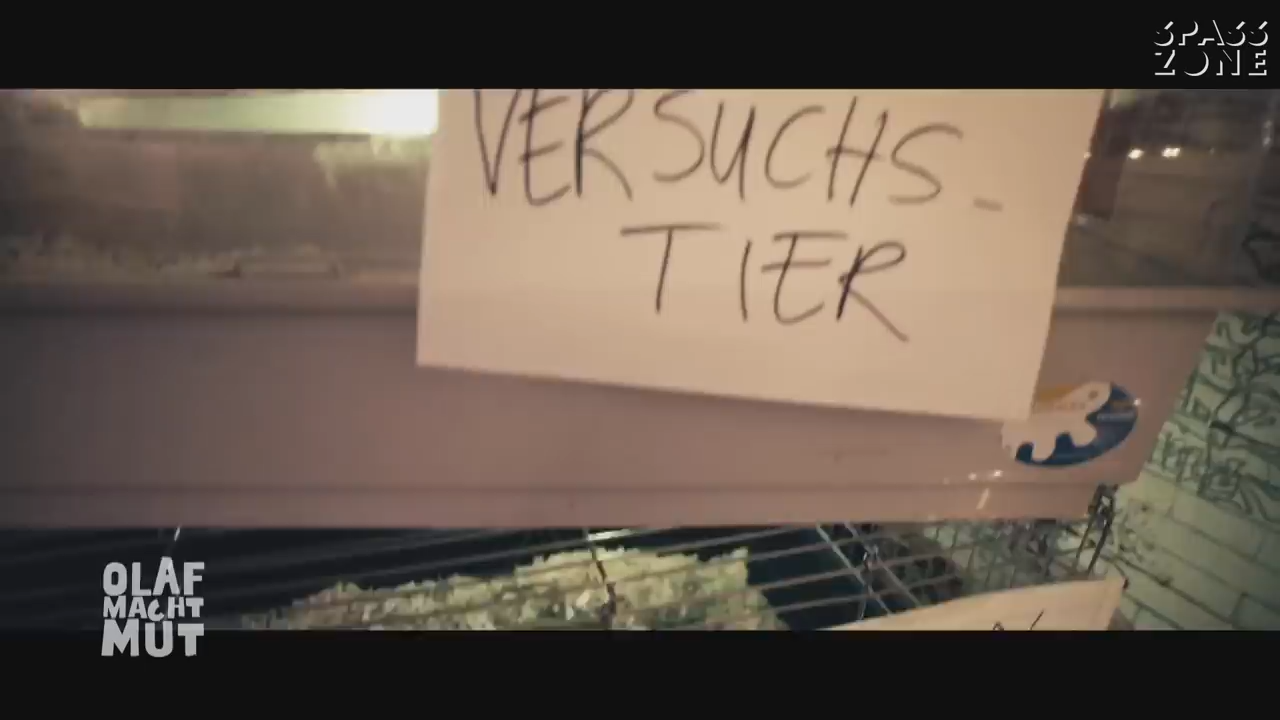 SPASS
ZONE
VERSUCHS-
TIER
OLAF
MACHT
MUT